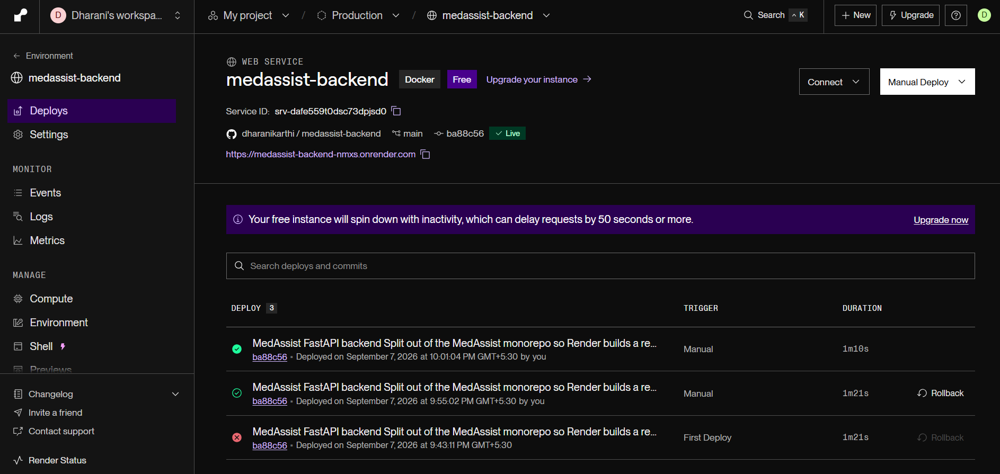 D Dharani's workspa...
My project / Production / medassist-backend
Search ^ K
+ New
Upgrade
D
← Environment
medassist-backend
Deploys
Settings
MONITOR
Events
Logs
Metrics
MANAGE
Compute
Environment
Shell
Previews
Changelog
Invite a friend
Contact support
Render Status
WEB SERVICE
medassist-backend Docker Free Upgrade your instance →
Connect
Manual Deploy
Service ID: srv-dafe559t0dsc73dpjsd0
dharanikarthi / medassist-backend main ba88c56 Live
https://medassist-backend-nmxs.onrender.com
Your free instance will spin down with inactivity, which can delay requests by 50 seconds or more. Upgrade now
Search deploys and commits
DEPLOY 3 TRIGGER DURATION
MedAssist FastAPI backend Split out of the MedAssist monorepo so Render builds a re...
ba88c56 • Deployed on September 7, 2026 at 10:01:04 PM GMT+5:30 by you
Manual 1m10s
MedAssist FastAPI backend Split out of the MedAssist monorepo so Render builds a re...
ba88c56 • Deployed on September 7, 2026 at 9:55:02 PM GMT+5:30 by you
Manual 1m21s Rollback
MedAssist FastAPI backend Split out of the MedAssist monorepo so Render builds a re...
ba88c56 • Deployed on September 7, 2026 at 9:43:11 PM GMT+5:30
First Deploy 1m21s Rollback